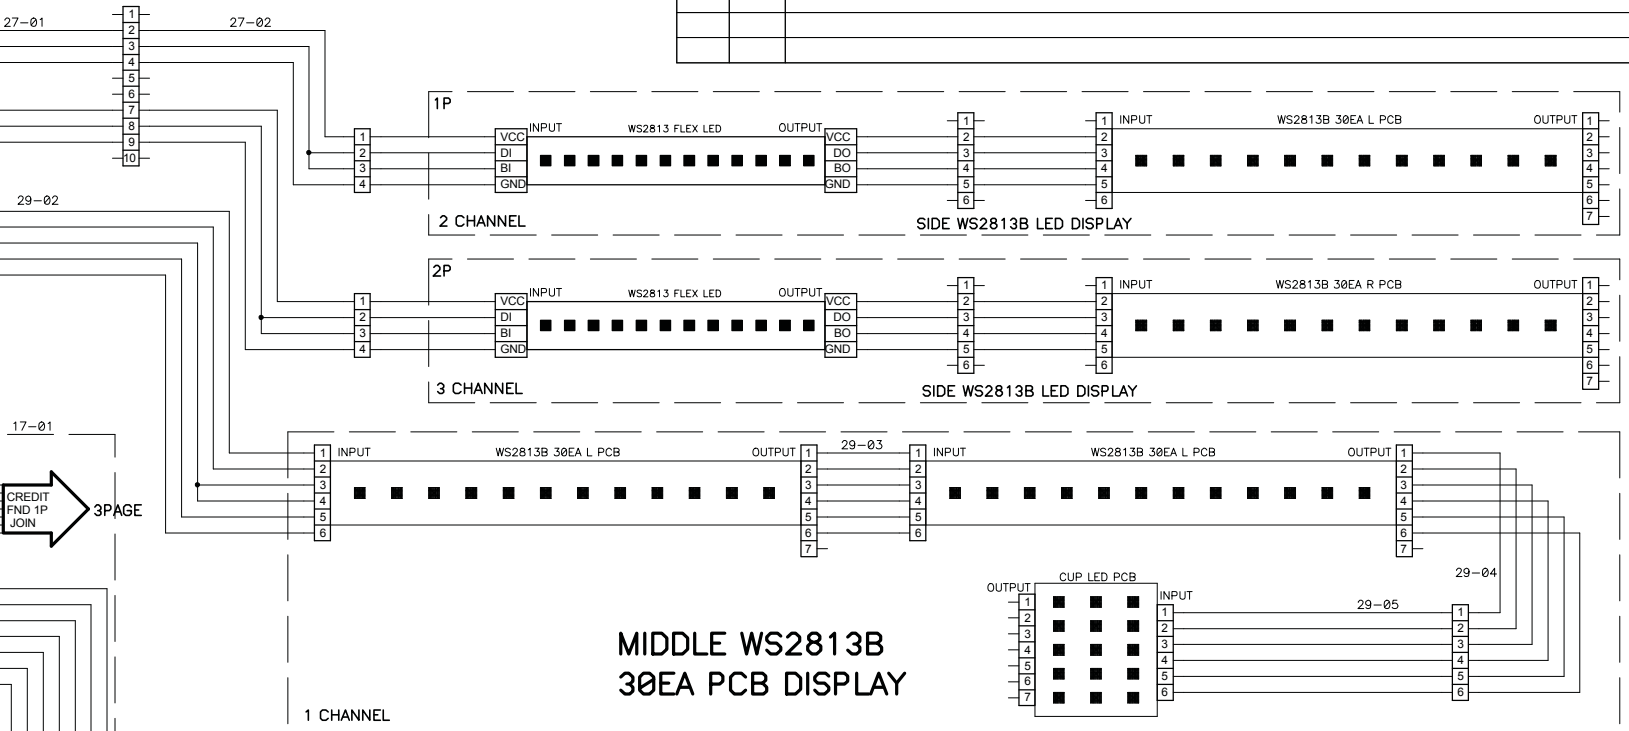 27-01
27-02
1
2
3
4
5
6
7
8
9
10
1P
INPUT
WS2813 FLEX LED
OUTPUT
1
2
3
4
VCC
DI
BI
GND
VCC
DO
BO
GND
1
2
3
4
5
6
1
2
3
4
5
6
INPUT
WS2813B 30EA L PCB
OUTPUT
1
2
3
4
5
6
7
2 CHANNEL
SIDE WS2813B LED DISPLAY
29-02
2P
INPUT
WS2813 FLEX LED
OUTPUT
1
2
3
4
VCC
DI
BI
GND
VCC
DO
BO
GND
1
2
3
4
5
6
1
2
3
4
5
6
INPUT
WS2813B 30EA R PCB
OUTPUT
1
2
3
4
5
6
7
3 CHANNEL
SIDE WS2813B LED DISPLAY
17-01
CREDIT
FND 1P
JOIN
3PAGE
1
2
3
4
5
6
INPUT
WS2813B 30EA L PCB
OUTPUT
1
2
3
4
5
6
7
29-03
1
2
3
4
5
6
INPUT
WS2813B 30EA L PCB
OUTPUT
1
2
3
4
5
6
7
29-04
CUP LED PCB
OUTPUT
1
2
3
4
5
6
7
INPUT
1
2
3
4
5
6
29-05
1
2
3
4
5
6
MIDDLE WS2813B
30EA PCB DISPLAY
1 CHANNEL